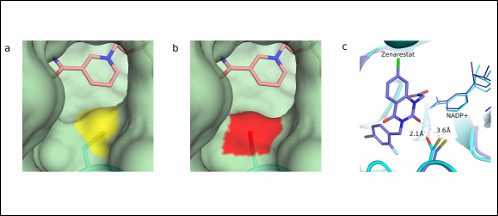 a
b
c
Zenarestat
NADP+
2.1Å
3.6Å